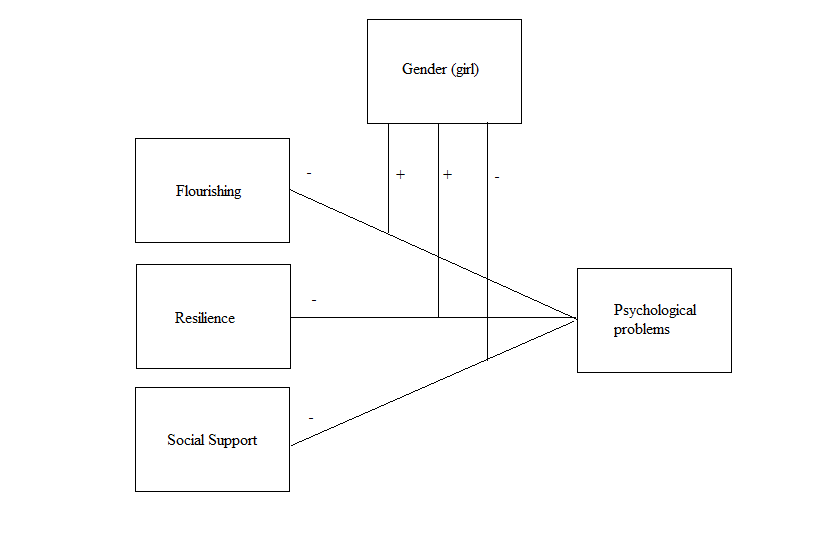 Gender (girl)
-
+
+
-
Flourishing
-
Resilience
Psychological
problems
-
Social Support